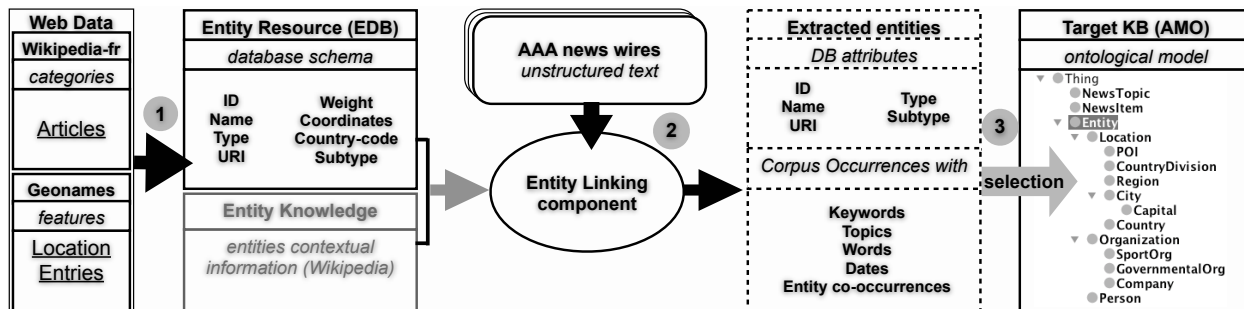 Web Data
Wikipedia-fr
categories
Articles
Geonames
features
Location
Entries
1
Entity Resource (EDB)
database schema
ID
Name
Type
URI
Weight
Coordinates
Country-code
Subtype
Entity Knowledge
entities contextual
information (Wikipedia)
AAA news wires
unstructured text
Entity Linking
component
2
Extracted entities
DB attributes
ID
Name
URI
Type
Subtype
Corpus Occurrences with
Keywords
Topics
Words
Dates
Entity co-occurrences
3
selection
Target KB (AMO)
ontological model
Thing
NewsTopic
NewsItem
Entity
Location
POI
CountryDivision
Region
City
Capital
Country
Organization
SportOrg
GovernmentalOrg
Company
Person